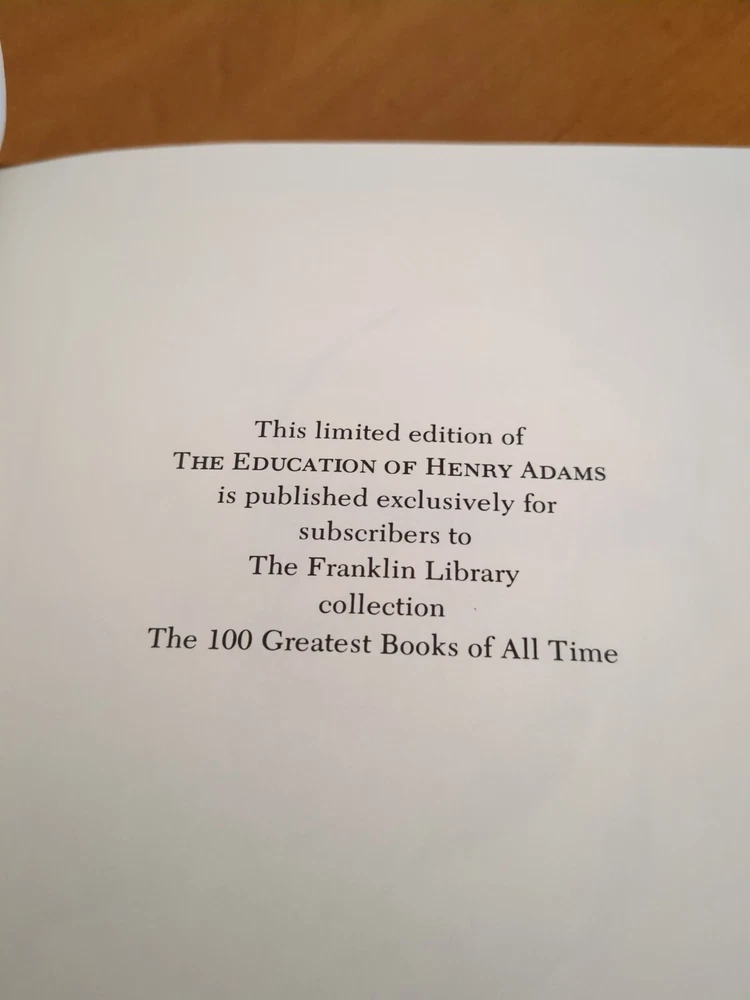 This limited edition of
THE EDUCATION OF HENRY ADAMS
is published exclusively for
subscribers to
The Franklin Library
collection
The 100 Greatest Books of All Time